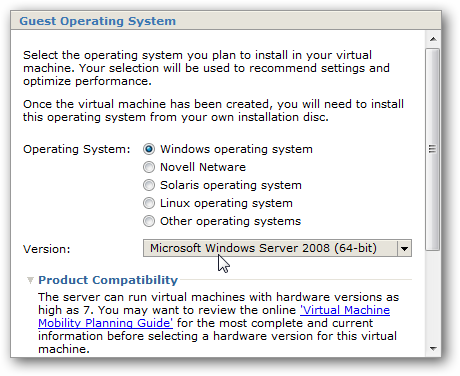 Guest Operating System
Select the operating system you plan to install in your virtual
machine. Your selection will be used to recommend settings and
optimize performance.
Once the virtual machine has been created, you will need to install
this operating system from your own installation disc.
Operating System: Windows operating system
Novell Netware
Solaris operating system
Linux operating system
Other operating systems
Version: Microsoft Windows Server 2008 (64-bit)
Product Compatibility
The server can run virtual machines with hardware versions as
high as 7. You may want to review the online 'Virtual Machine
Mobility Planning Guide' for the most complete and current
information before selecting a hardware version for this virtual
machine.